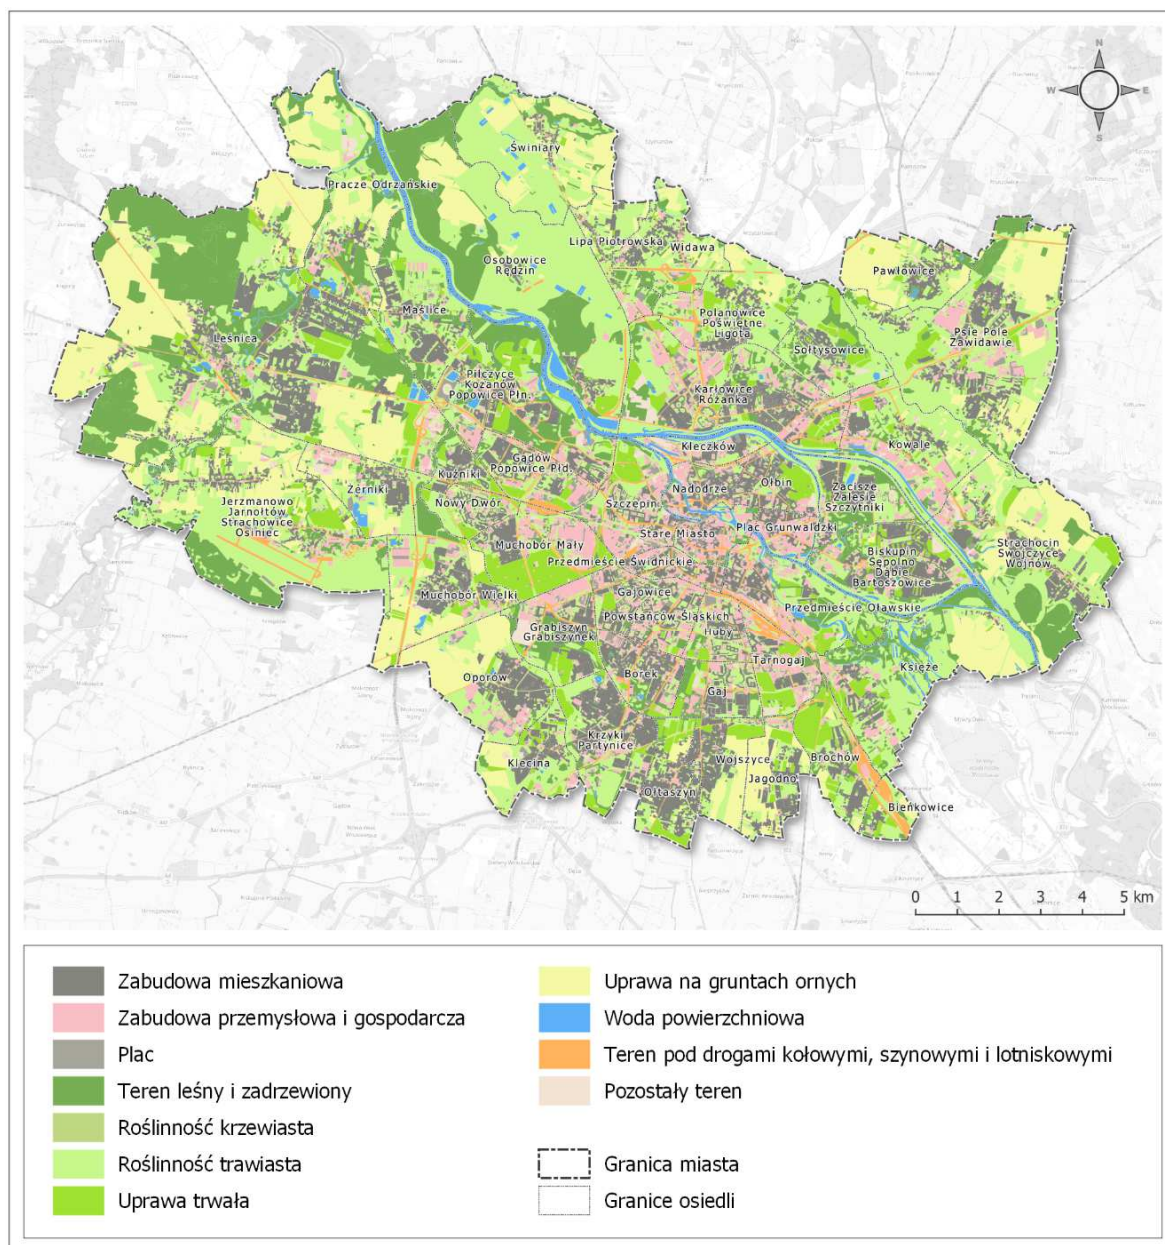 N
W
E
S
Świniary
Pracze Odrzańskie
Lipa Piotrowska
Widawa
Osobowice
Rędzin
Pawłowice
Polanowice
Poświętne
Ligota
Psie Pole
Zawidawie
Maślice
Leśnica
Sołtysowice
Pilczyce
Kozanów
Popowice Płn.
Karłowice
Różanka
Kleczków
Kowale
Gądów
Popowice Płd.
Kuźniki
Żerniki
Nowy Dwór
Nadodrze
Ołbin
Zacisze
Zalesie
Szczytniki
Jerzmanowo
Jarnołtów
Strachowice
Osiniec
Szczepin
Stare Miasto
Plac Grunwaldzki
Muchobór Mały
Przedmieście Świdnickie
Biskupin
Sępolno
Dąbie
Bartoszowice
Strachocin
Swojczyce
Wojnów
Muchobór Wielki
Gajowice
Powstańców Śląskich
Przedmieście Oławskie
Grabiszyn
Grabiszynek
Huby
Tarnogaj
Księże
Oporów
Borek
Gaj
Krzyki
Partynice
Klecina
Wojszyce
Brochów
Jagodno
Ołtaszyn
Bieńkowice
0 1 2 3 4 5 km
Zabudowa mieszkaniowa
Zabudowa przemysłowa i gospodarcza
Plac
Teren leśny i zadrzewiony
Roślinność krzewiasta
Roślinność trawiasta
Uprawa trwała
Uprawa na gruntach ornych
Woda powierzchniowa
Teren pod drogami kołowymi, szynowymi i lotniskowymi
Pozostały teren
Granica miasta
Granice osiedli